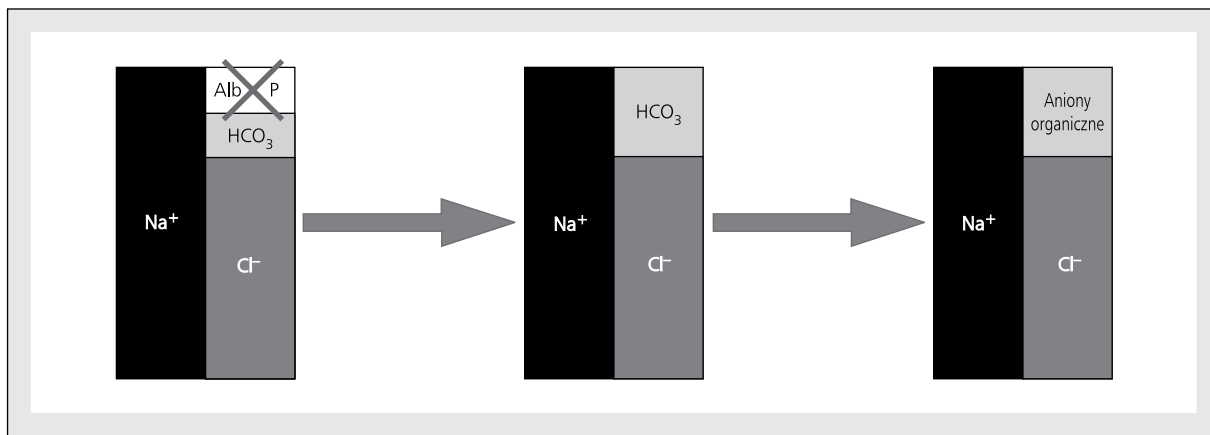 Alb P
HCO₃
Na⁺
Cl⁻
HCO₃
Na⁺
Cl⁻
Aniony
organiczne
Na⁺
Cl⁻